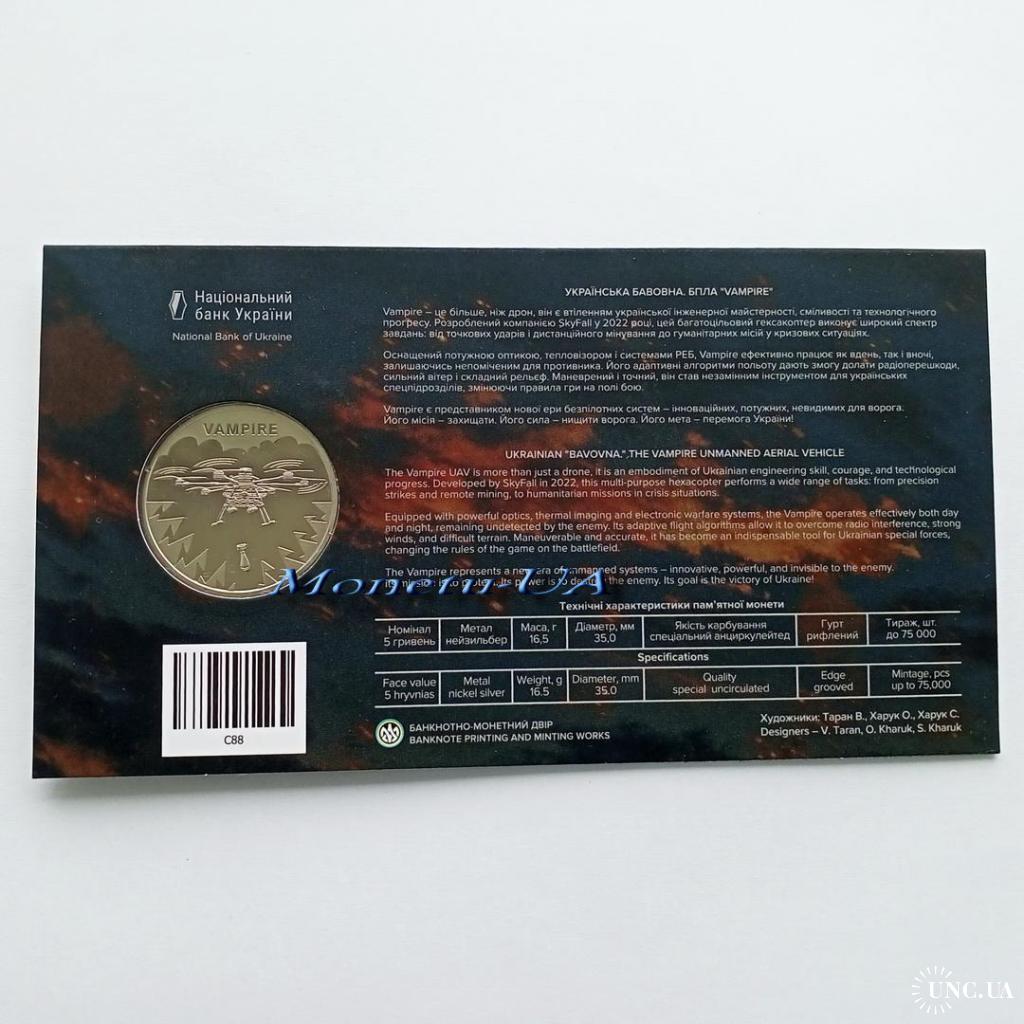 Національний
банк України
National Bank of Ukraine
VAMPIRE
C88
УКРАЇНСЬКА БАВОВНА. БПЛА "VAMPIRE"
Vampire – це більше, ніж дрон, він є втіленням української інженерної майстерності, сміливості та технологічного
прогресу. Розроблений компанією SkyFall у 2022 році, цей багатоцільовий гексакоптер виконує широкий спектр
завдань: від точкових ударів і дистанційного мінування до гуманітарних місій у кризових ситуаціях.
Оснащений потужною оптикою, тепловізором і системами РЕБ, Vampire ефективно працює як вдень, так і вночі,
залишаючись непоміченим для противника. Його адаптивні алгоритми польоту дають змогу долати радіоперешкоди,
сильний вітер і складний рельєф. Маневрений і точний, він став незамінним інструментом для українських
спецпідрозділів, змінюючи правила гри на полі бою.
Vampire є представником нової ери безпілотних систем – інноваційних, потужних, невидимих для ворога.
Його місія – захищати. Його сила – нищити ворога. Його мета – перемога України!
UKRAINIAN "BAVOVNA". THE VAMPIRE UNMANNED AERIAL VEHICLE
The Vampire UAV is more than just a drone, it is an embodiment of Ukrainian engineering skill, courage, and technological
progress. Developed by SkyFall in 2022, this multi-purpose hexacopter performs a wide range of tasks: from precision
strikes and remote mining, to humanitarian missions in crisis situations.
Equipped with powerful optics, thermal imaging and electronic warfare systems, the Vampire operates effectively both day
and night, remaining undetected by the enemy. Its adaptive flight algorithms allow it to overcome radio interference, strong
winds, and difficult terrain. Maneuverable and accurate, it has become an indispensable tool for Ukrainian special forces,
changing the rules of the game on the battlefield.
The Vampire represents a new era of unmanned systems – innovative, powerful, and invisible to the enemy.
Its power is to the enemy. Its goal is the victory of Ukraine!
Монети-UA
Технічні характеристики пам'ятної монети
Номінал Метал Маса, г Діаметр, мм Якість карбування Гурт Тираж, шт.
5 гривень нейзильбер 16,5 35,0 спеціальний анциркулейтед рифлений до 75 000
Specifications
Face value Metal Weight, g Diameter, mm Quality Edge Mintage, pcs
5 hryvnias nickel silver 16.5 35.0 special uncirculated grooved up to 75,000
БАНКНОТНО-МОНЕТНИЙ ДВІР
BANKNOTE PRINTING AND MINTING WORKS
Художники: Таран В., Харук О., Харук С.
Designers – V. Taran, O. Kharuk, S. Kharuk
UNC.UA